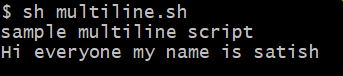 $ sh multiline.sh
sample multiline script
Hi everyone my name is satish